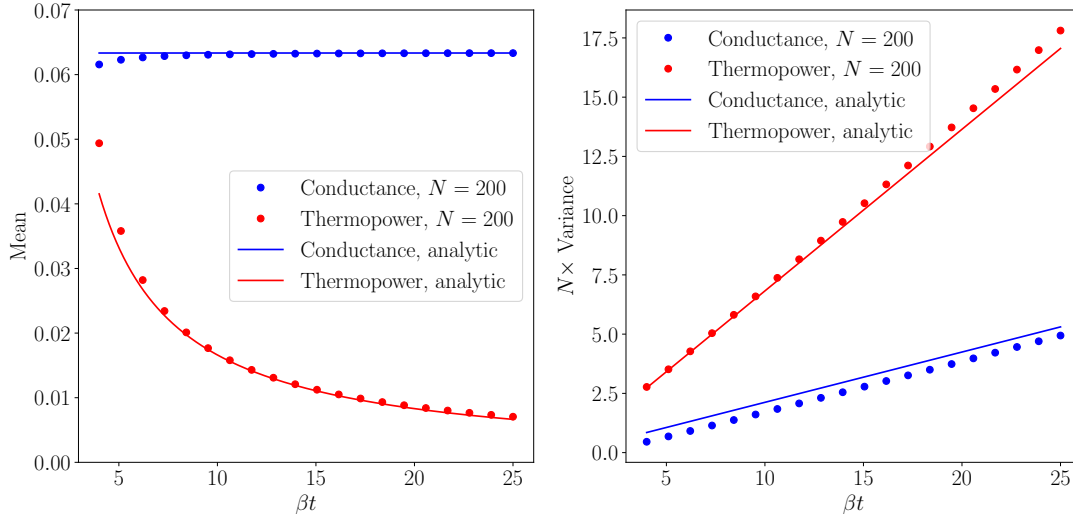 0.07
0.06
0.05
0.04
0.03
0.02
0.01
0.00
Mean
Conductance, N = 200
Thermopower, N = 200
Conductance, analytic
Thermopower, analytic
5
10
15
20
25
βt
17.5
15.0
12.5
10.0
7.5
5.0
2.5
0.0
N× Variance
Conductance, N = 200
Thermopower, N = 200
Conductance, analytic
Thermopower, analytic
5
10
15
20
25
βt